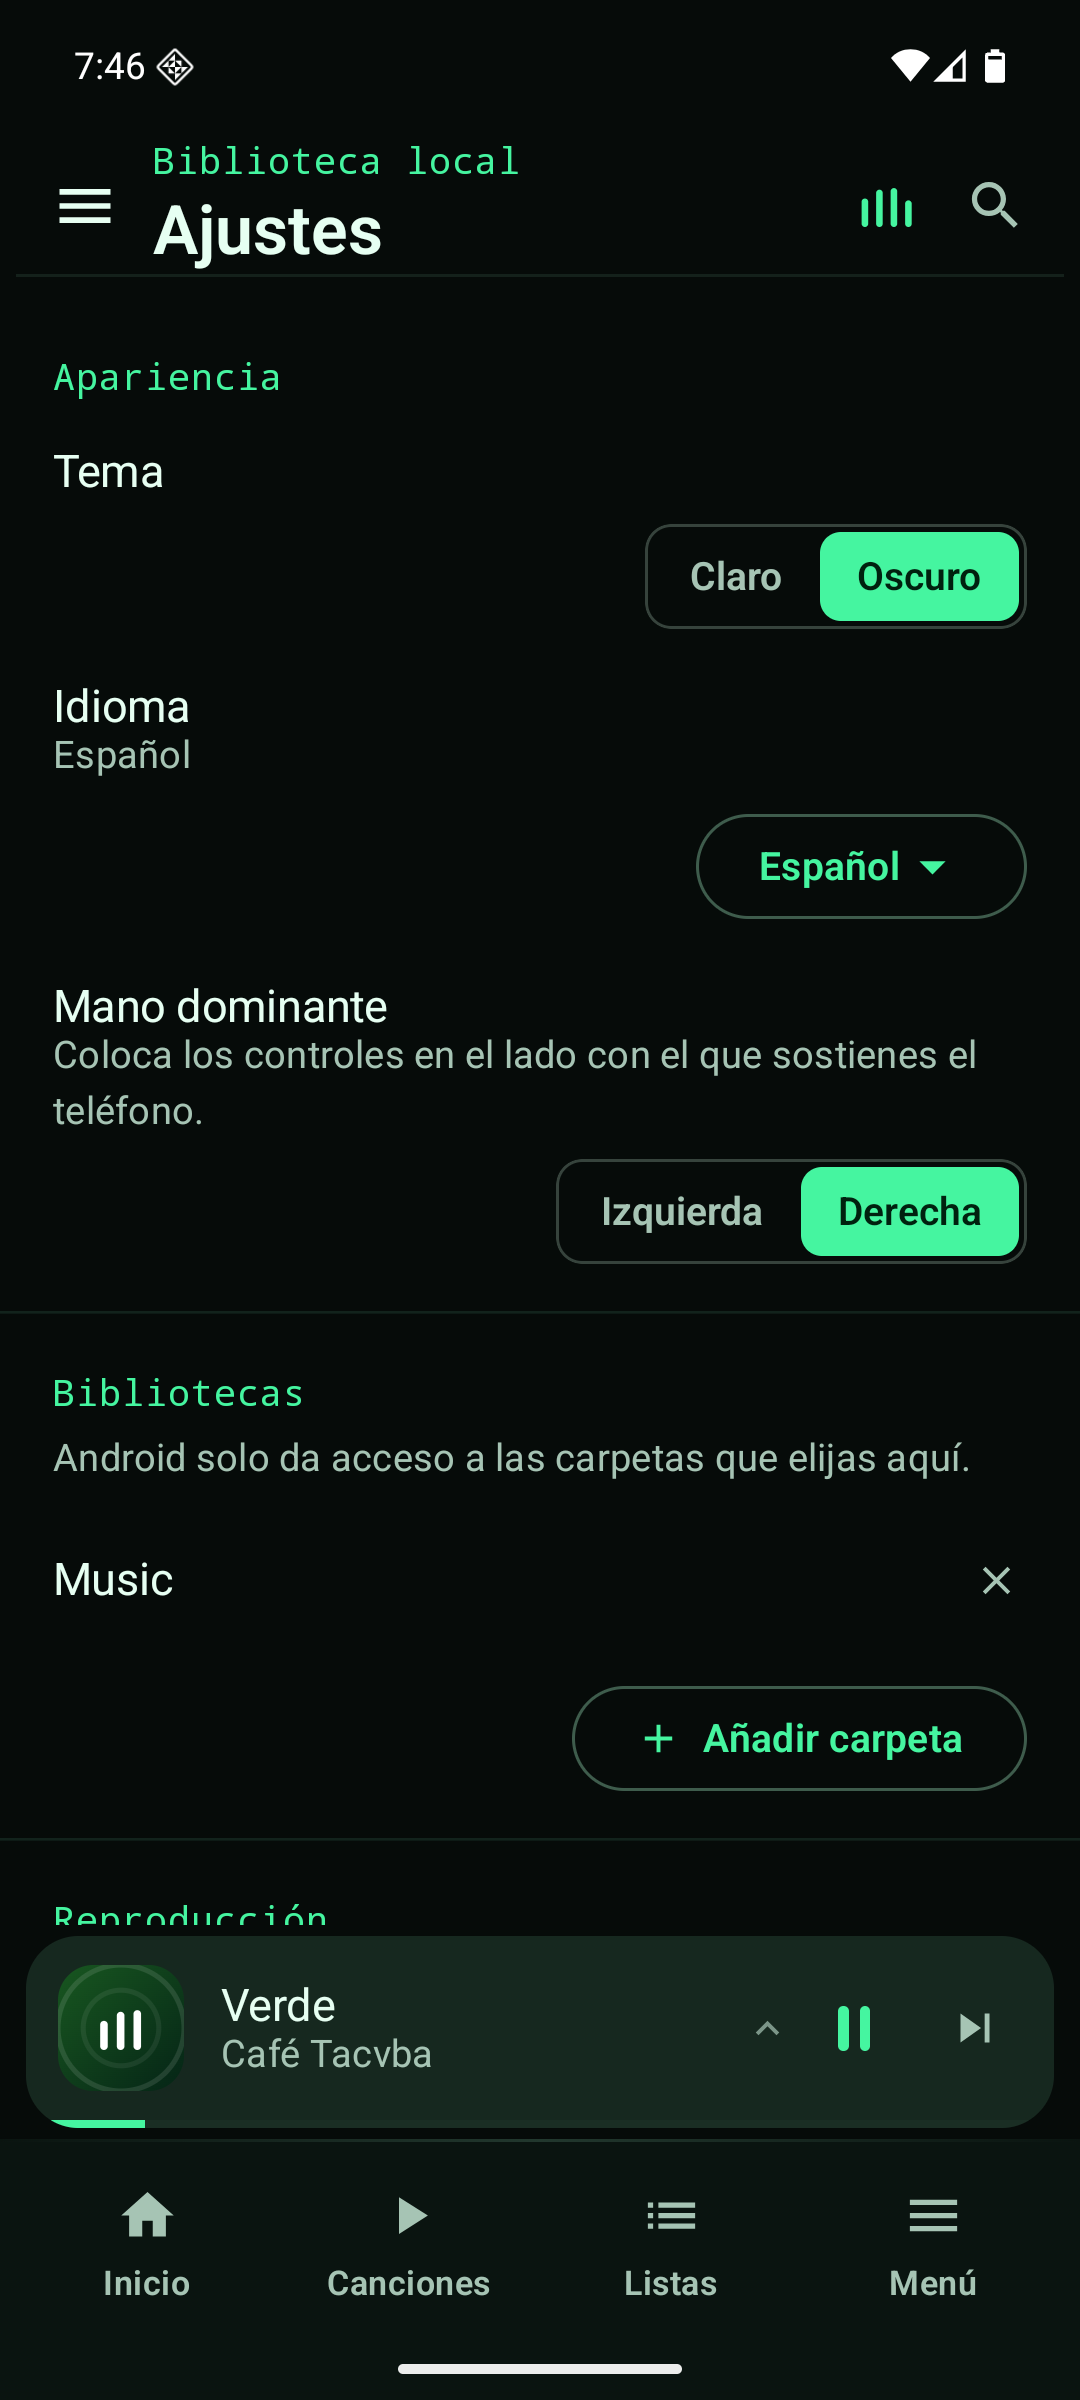 7:46
Biblioteca local
Ajustes
Apariencia
Tema
Claro
Oscuro
Idioma
Español
Español
Mano dominante
Coloca los controles en el lado con el que sostienes el
teléfono.
Izquierda
Derecha
Bibliotecas
Android solo da acceso a las carpetas que elijas aquí.
Music
Añadir carpeta
Reproducción
Verde
Café Tacvba
Inicio
Canciones
Listas
Menú